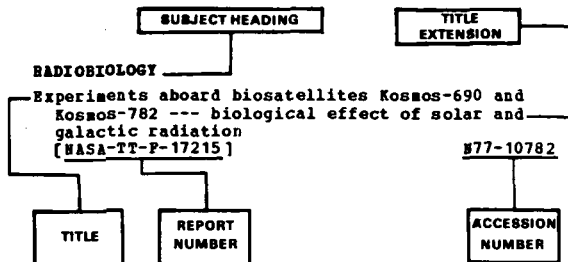 SUBJECT HEADING
TITLE
EXTENSION
RADIOBIOLOGY
Experiments aboard biosatellites Kosmos-690 and
Kosmos-782 --- biological effect of solar and
galactic radiation
[NASA-TT-F-17215] N77-10782
TITLE
REPORT
NUMBER
ACCESSION
NUMBER